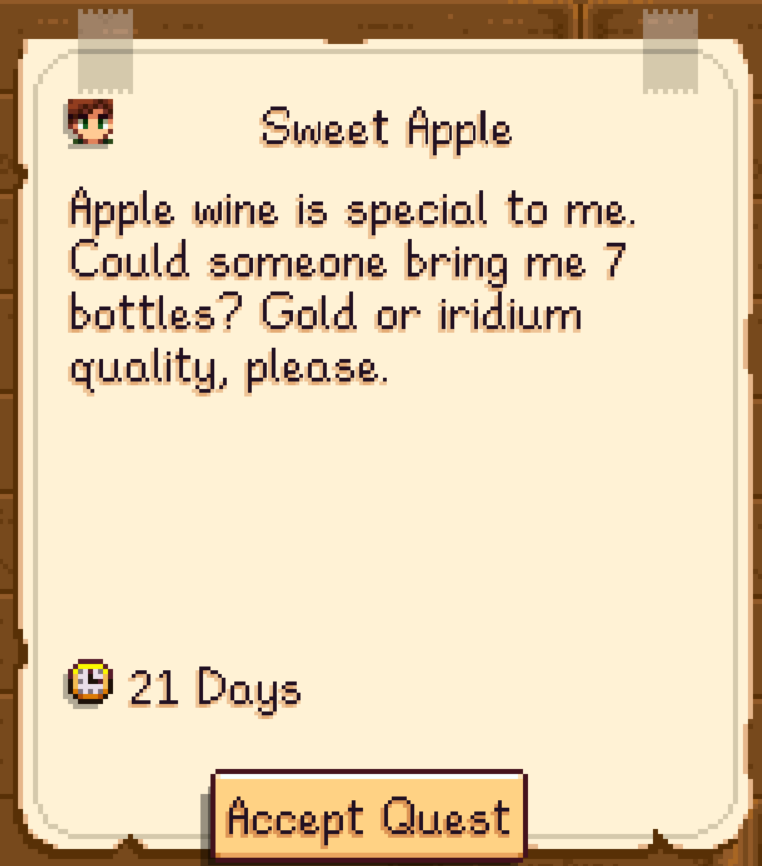 Sweet Apple
Apple wine is special to me.
Could someone bring me 7
bottles? Gold or iridium
quality, please.
21 Days
Accept Quest